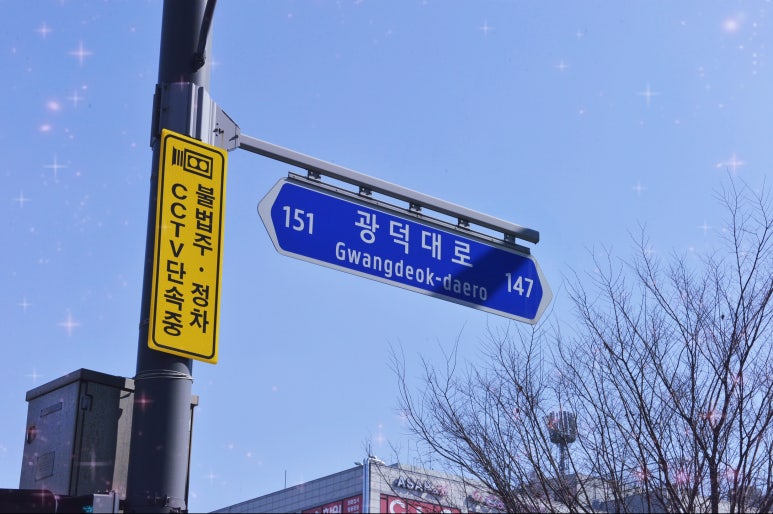 불법주·정차
CCTV단속중
151 광덕대로 147
Gwangdeok-daero
ASA